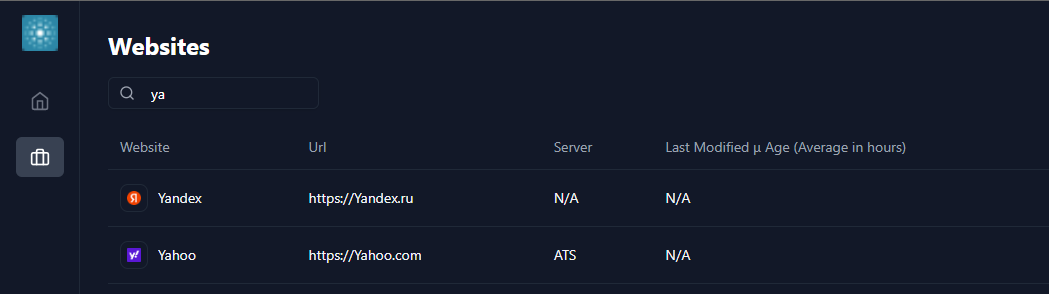 Websites
ya
Website Url Server Last Modified µ Age (Average in hours)
Я Yandex https://Yandex.ru N/A N/A
y! Yahoo https://Yahoo.com ATS N/A